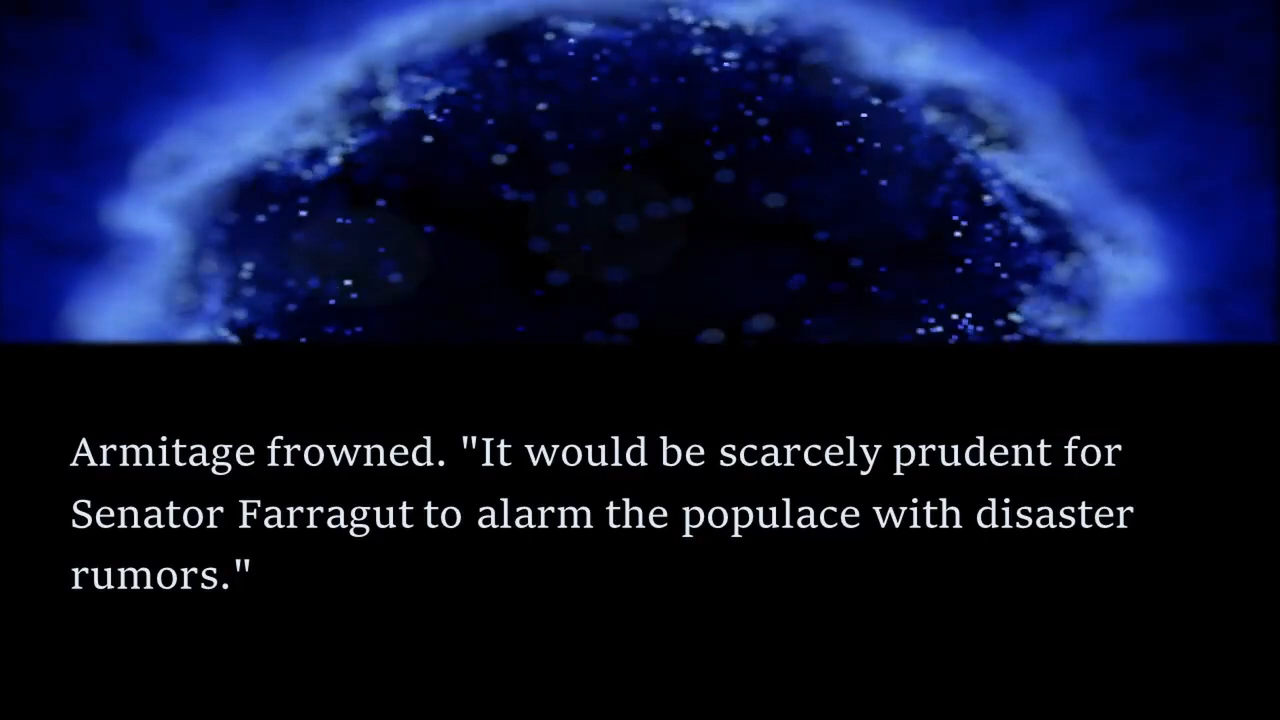 Armitage frowned. "It would be scarcely prudent for
Senator Farragut to alarm the populace with disaster
rumors."